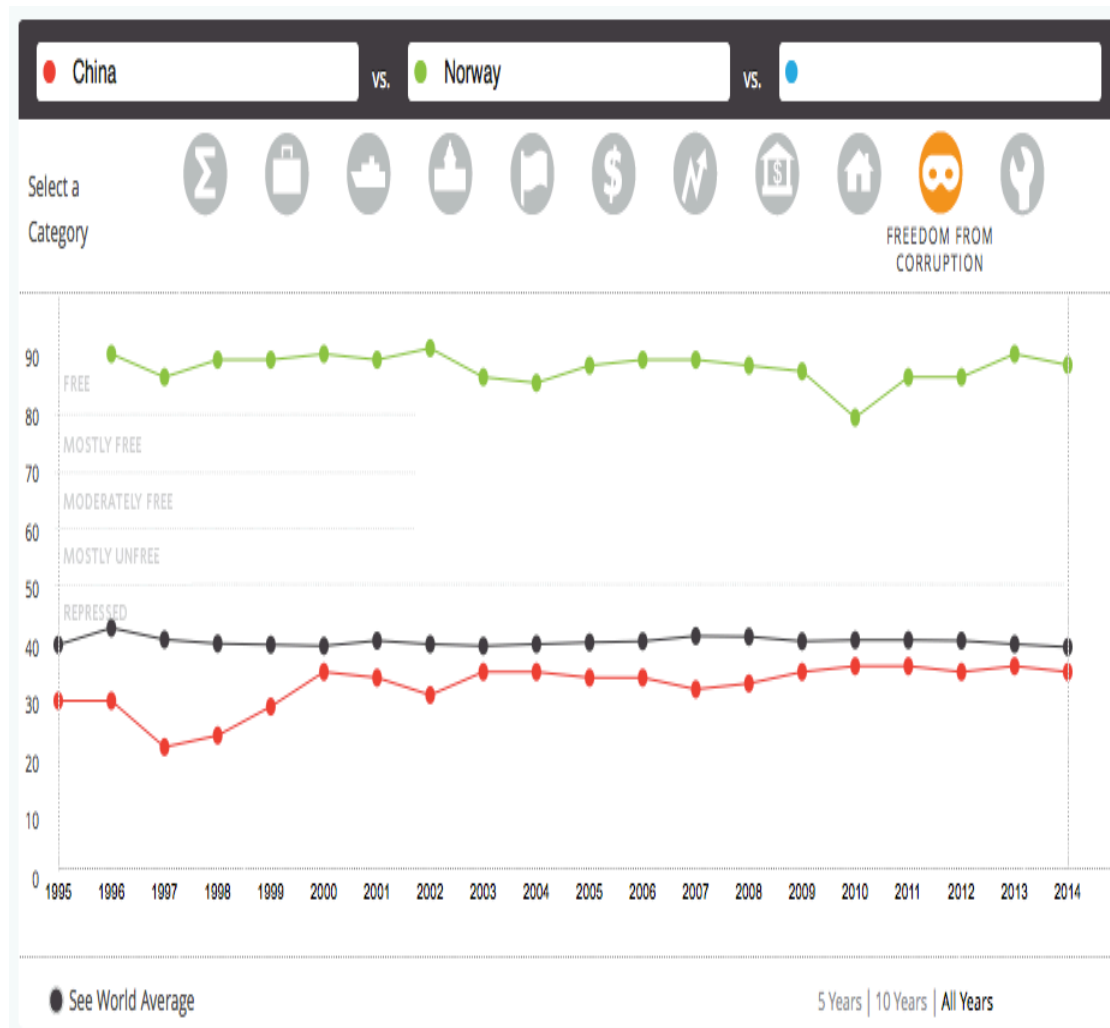 China vs. Norway vs.
Select a
Category
$
$
FREEDOM FROM
CORRUPTION
90
FREE
80
MOSTLY FREE
70
MODERATELY FREE
60
MOSTLY UNFREE
50
REPRESSED
40
30
20
10
0
1995 1996 1997 1998 1999 2000 2001 2002 2003 2004 2005 2006 2007 2008 2009 2010 2011 2012 2013 2014
See World Average 5 Years | 10 Years | All Years